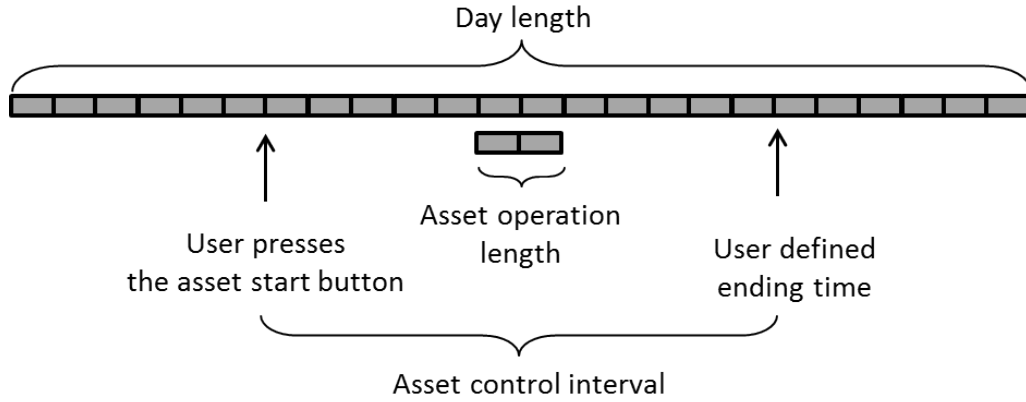 Day length
Asset operation
length
User presses
the asset start button
User defined
ending time
Asset control interval